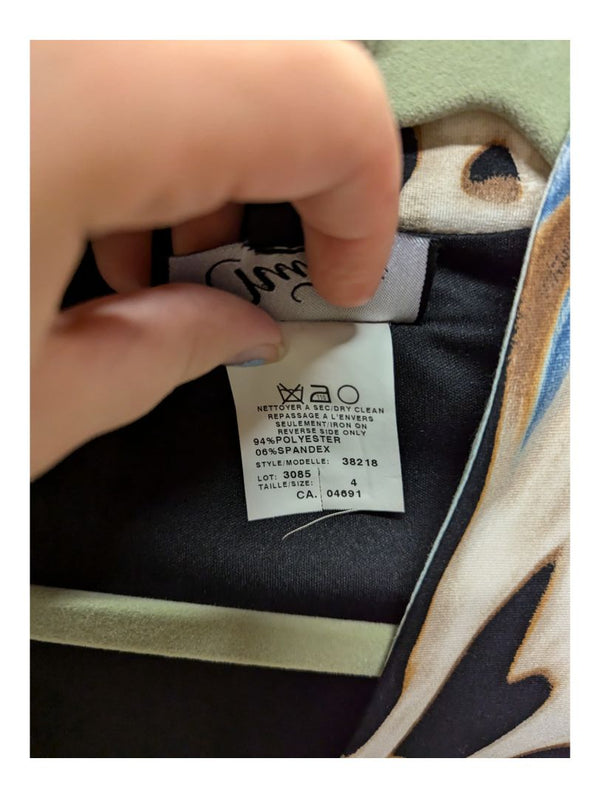 NETTOYER A SEC/DRY CLEAN
REPASSAGE A L'ENVERS
SEULEMENT/IRON ON
REVERSE SIDE ONLY
94%POLYESTER
06%SPANDEX
STYLE/MODELLE: 38218
LOT: 3085
TAILLE/SIZE: 4
CA. 04691